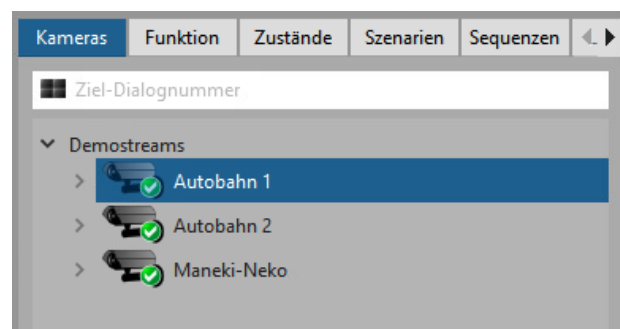 Kameras Funktion Zustände Szenarien Sequenzen
Ziel-Dialognummer
Demostreams
Autobahn 1
Autobahn 2
Maneki-Neko